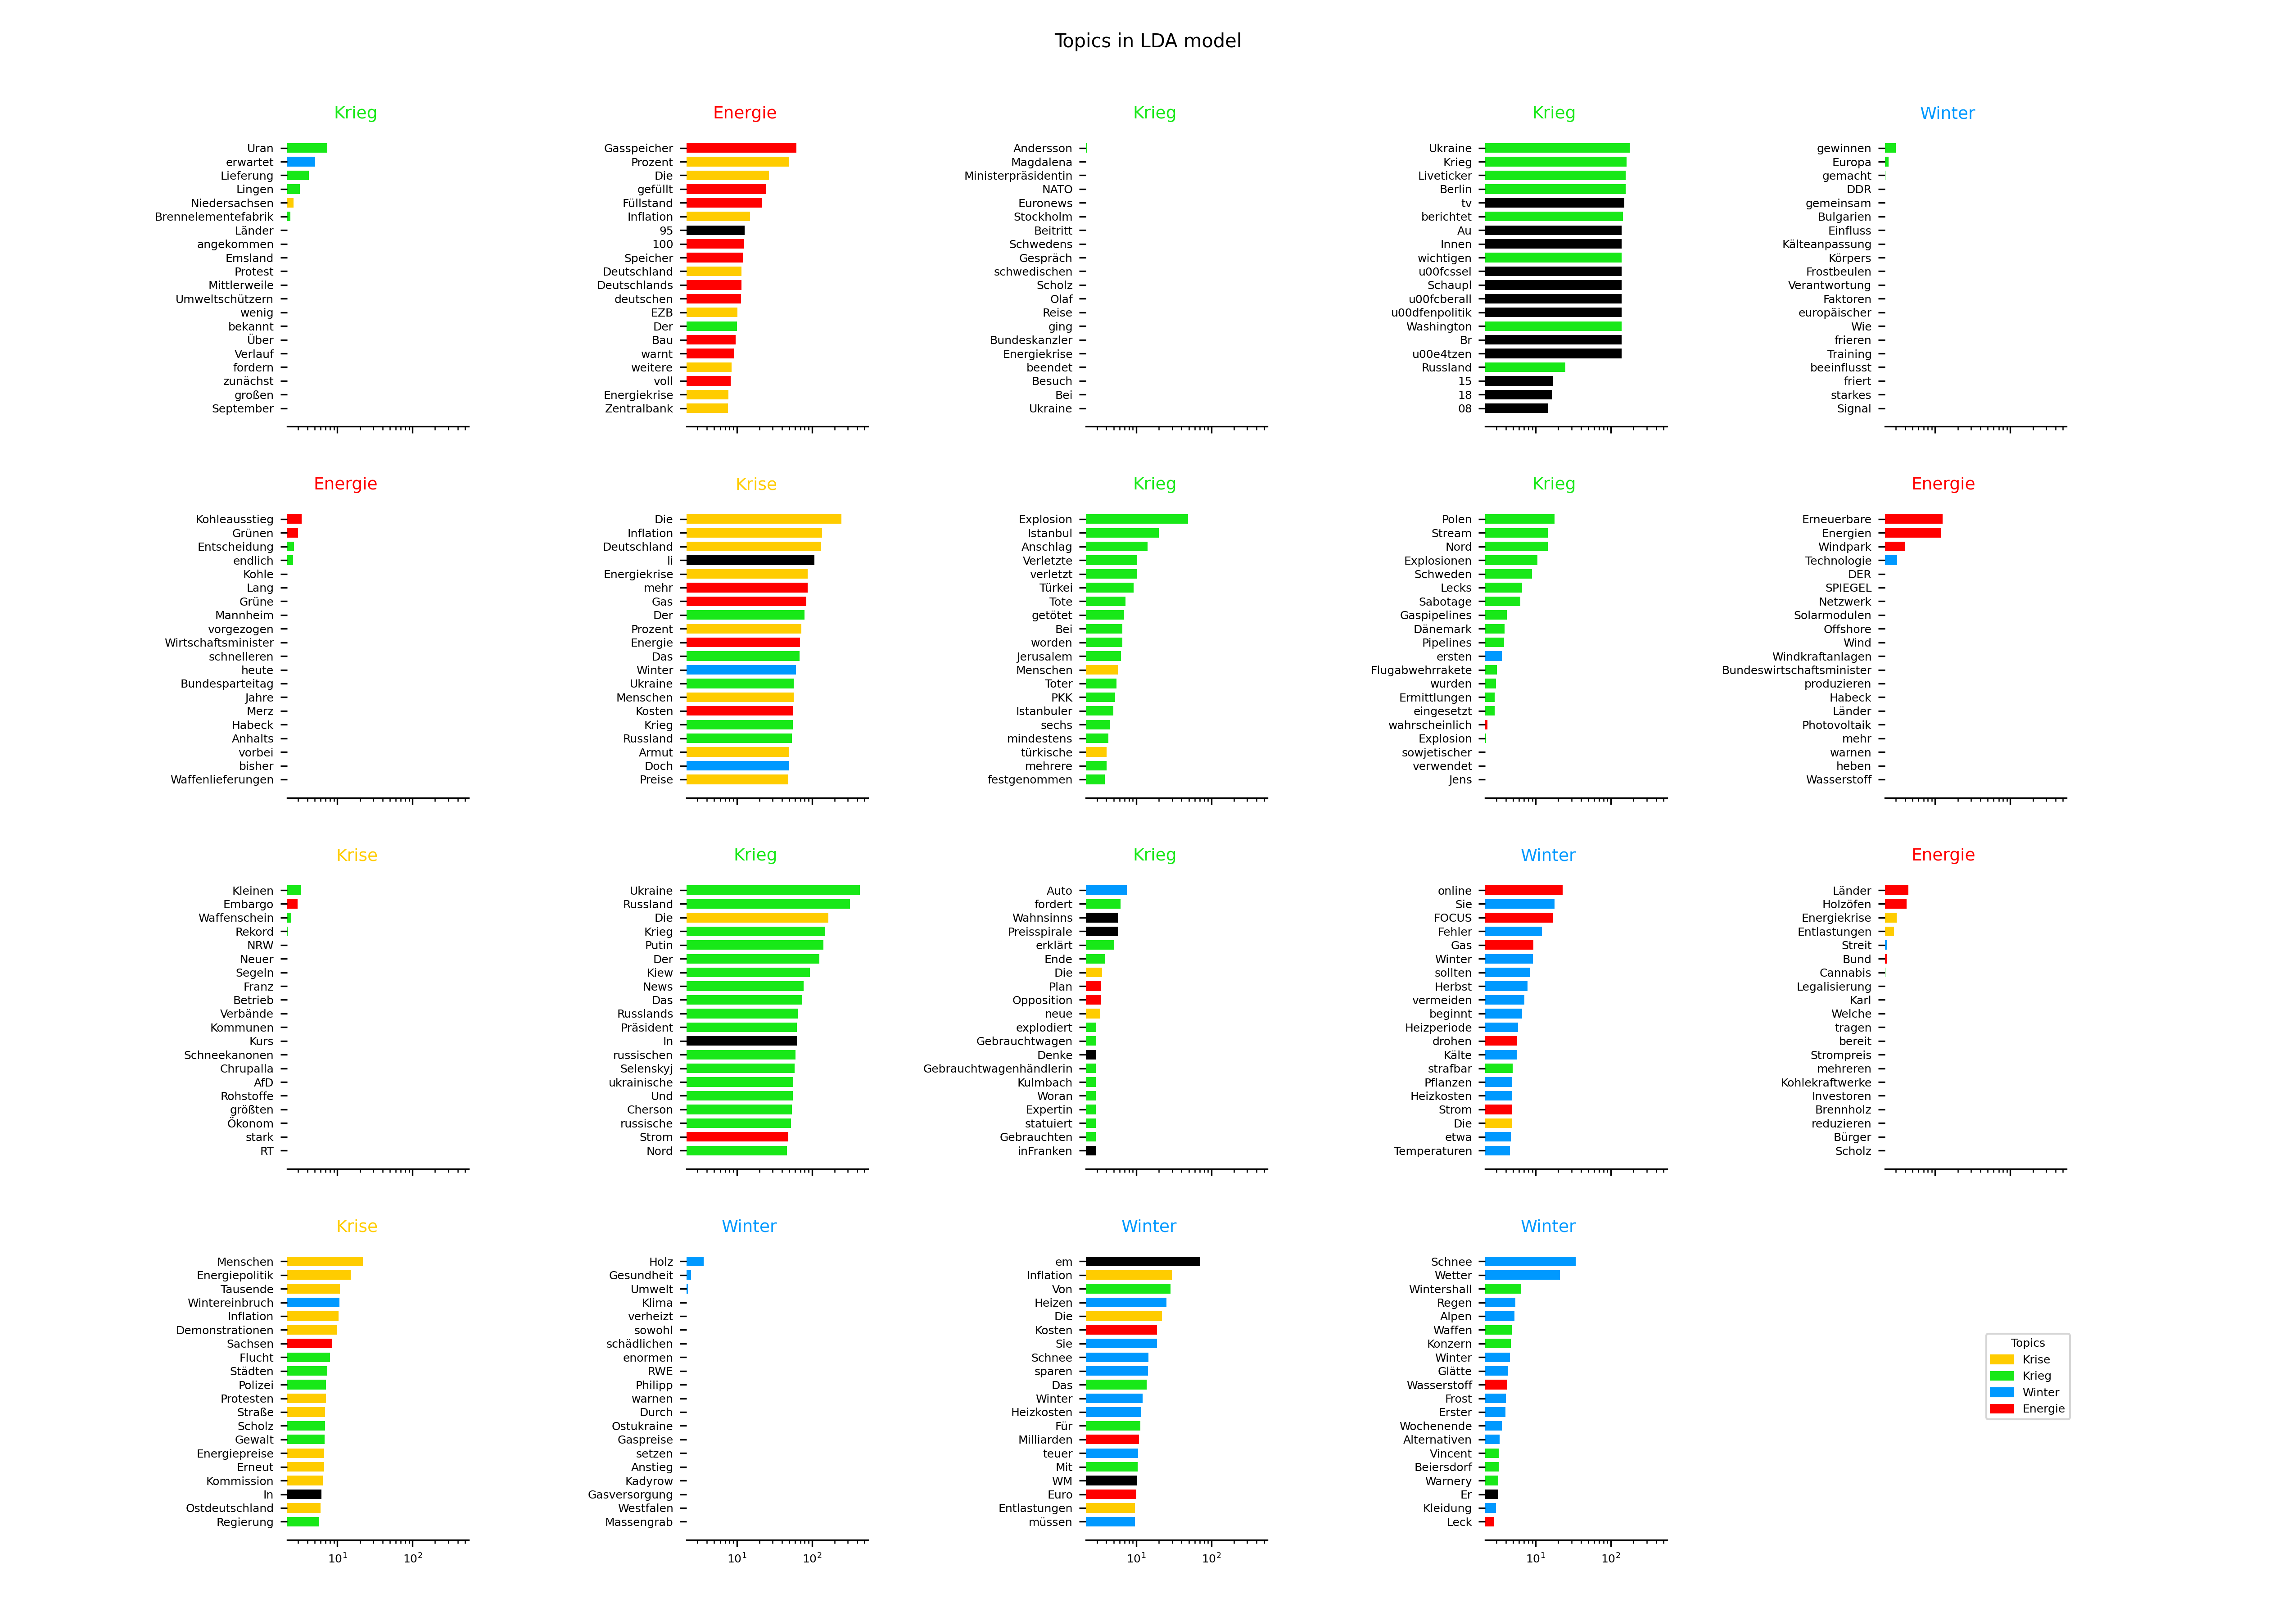 Topics in LDA model
Krieg
Uran
erwartet
Lieferung
Lingen
Niedersachsen
Brennelementefabrik
Länder
angekommen
Emsland
Protest
Mittlerweile
Umweltschützern
wenig
bekannt
Über
Verlauf
fordern
zunächst
großen
September
Energie
Gasspeicher
Prozent
Die
gefüllt
Füllstand
Inflation
95
100
Speicher
Deutschland
Deutschlands
deutschen
EZB
Der
Bau
warnt
weitere
voll
Energiekrise
Zentralbank
Krieg
Andersson
Magdalena
Ministerpräsidentin
NATO
Euronews
Stockholm
Beitritt
Schwedens
Gespräch
schwedischen
Scholz
Olaf
Reise
ging
Bundeskanzler
Energiekrise
beendet
Besuch
Bei
Ukraine
Krieg
Ukraine
Krieg
Liveticker
Berlin
tv
berichtet
Au
Innen
wichtigen
u00fcssel
Schaupl
u00fcberall
u00dfenpolitik
Washington
Br
u00e4tzen
Russland
15
18
08
Winter
gewinnen
Europa
gemacht
DDR
gemeinsam
Bulgarien
Einfluss
Kälteanpassung
Körpers
Frostbeulen
Verantwortung
Faktoren
europäischer
Wie
frieren
Training
beeinflusst
friert
starkes
Signal
Energie
Kohleausstieg
Grünen
Entscheidung
endlich
Kohle
Lang
Grüne
Mannheim
vorgezogen
Wirtschaftsminister
schnelleren
heute
Bundesparteitag
Jahre
Merz
Habeck
Anhalts
vorbei
bisher
Waffenlieferungen
Krise
Die
Inflation
Deutschland
li
Energiekrise
mehr
Gas
Der
Prozent
Energie
Das
Winter
Ukraine
Menschen
Kosten
Krieg
Russland
Armut
Doch
Preise
Krieg
Explosion
Istanbul
Anschlag
Verletzte
verletzt
Türkei
Tote
getötet
Bei
worden
Jerusalem
Menschen
Toter
PKK
Istanbuler
sechs
mindestens
türkische
mehrere
festgenommen
Krieg
Polen
Stream
Nord
Explosionen
Schweden
Lecks
Sabotage
Gaspipelines
Dänemark
Pipelines
ersten
Flugabwehrrakete
wurden
Ermittlungen
eingesetzt
wahrscheinlich
Explosion
sowjetischer
verwendet
Jens
Energie
Erneuerbare
Energien
Windpark
Technologie
DER
SPIEGEL
Netzwerk
Solarmodulen
Offshore
Wind
Windkraftanlagen
Bundeswirtschaftsminister
produzieren
Habeck
Länder
Photovoltaik
mehr
warnen
heben
Wasserstoff
Krise
Kleinen
Embargo
Waffenschein
Rekord
NRW
Neuer
Segeln
Franz
Betrieb
Verbände
Kommunen
Kurs
Schneekanonen
Chrupalla
AfD
Rohstoffe
größten
Ökonom
stark
RT
Krieg
Ukraine
Russland
Die
Krieg
Putin
Der
Kiew
News
Das
Russlands
Präsident
In
russischen
Selenskyj
ukrainische
Und
Cherson
russische
Strom
Nord
Krieg
Auto
fordert
Wahnsinns
Preisspirale
erklärt
Ende
Die
Plan
Opposition
neue
explodiert
Gebrauchtwagen
Denke
Gebrauchtwagenhändlerin
Kulmbach
Woran
Expertin
statuiert
Gebrauchten
inFranken
Winter
online
Sie
FOCUS
Fehler
Gas
Winter
sollten
Herbst
vermeiden
beginnt
Heizperiode
drohen
Kälte
strafbar
Pflanzen
Heizkosten
Strom
Die
etwa
Temperaturen
Energie
Länder
Holzöfen
Energiekrise
Entlastungen
Streit
Bund
Cannabis
Legalisierung
Karl
Welche
tragen
bereit
Strompreis
mehreren
Kohlekraftwerke
Investoren
Brennholz
reduzieren
Bürger
Scholz
Krise
Menschen
Energiepolitik
Tausende
Wintereinbruch
Inflation
Demonstrationen
Sachsen
Flucht
Städten
Polizei
Protesten
Straße
Scholz
Gewalt
Energiepreise
Erneut
Kommission
In
Ostdeutschland
Regierung
10¹ 10²
Winter
Holz
Gesundheit
Umwelt
Klima
verheizt
sowohl
schädlichen
enormen
RWE
Philipp
warnen
Durch
Ostukraine
Gaspreise
setzen
Anstieg
Kadyrow
Gasversorgung
Westfalen
Massengrab
10¹ 10²
Winter
em
Inflation
Von
Heizen
Die
Kosten
Sie
Schnee
sparen
Das
Winter
Heizkosten
Für
Milliarden
teuer
Mit
WM
Euro
Entlastungen
müssen
10¹ 10²
Winter
Schnee
Wetter
Wintershall
Regen
Alpen
Waffen
Konzern
Winter
Glätte
Wasserstoff
Frost
Erster
Wochenende
Alternativen
Vincent
Beiersdorf
Warnery
Er
Kleidung
Leck
10¹ 10²
Topics
Krise
Krieg
Winter
Energie